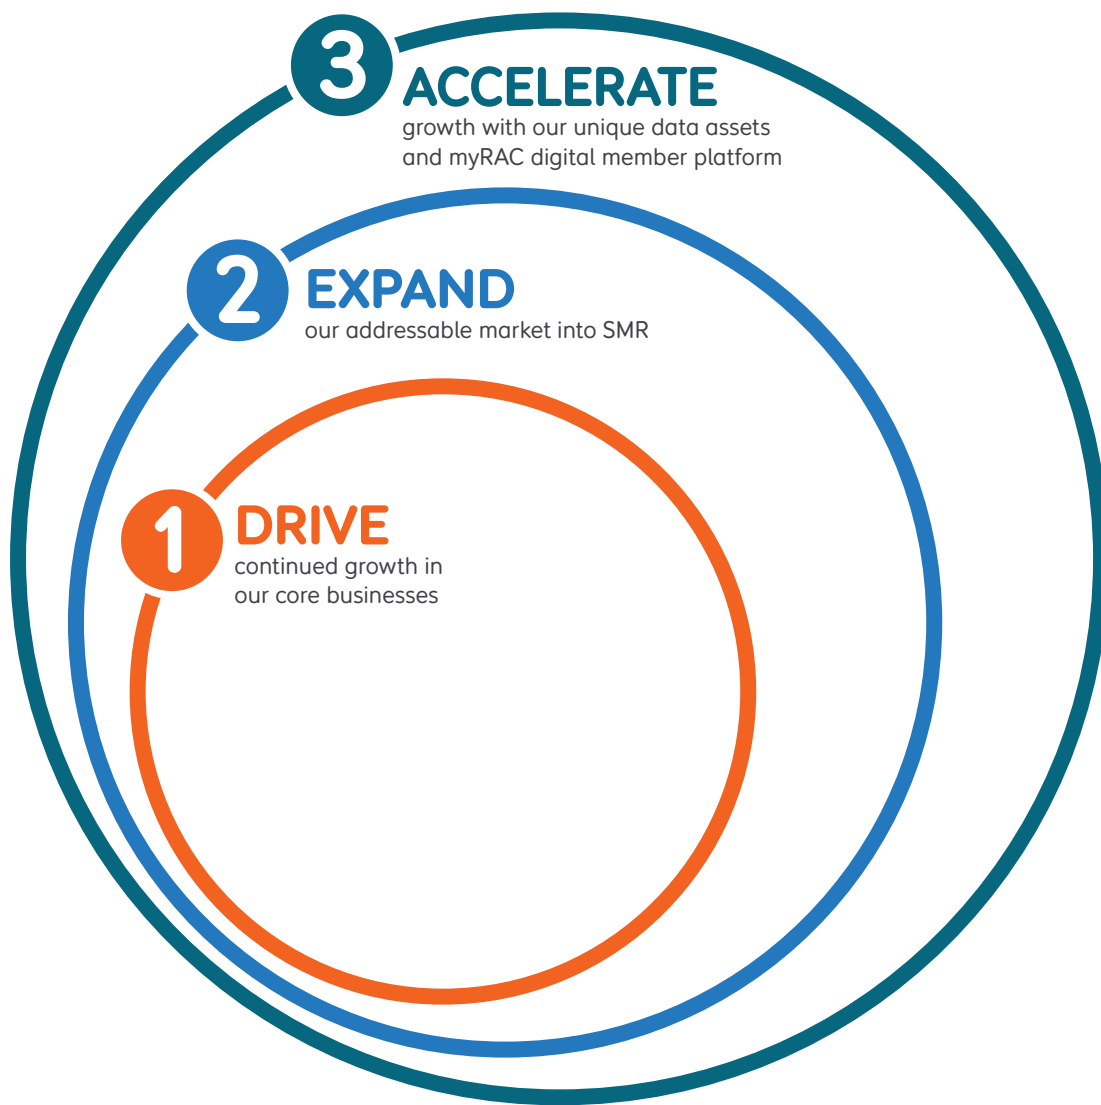 3
ACCELERATE
growth with our unique data assets
and myRAC digital member platform
2
EXPAND
our addressable market into SMR
1
DRIVE
continued growth in
our core businesses